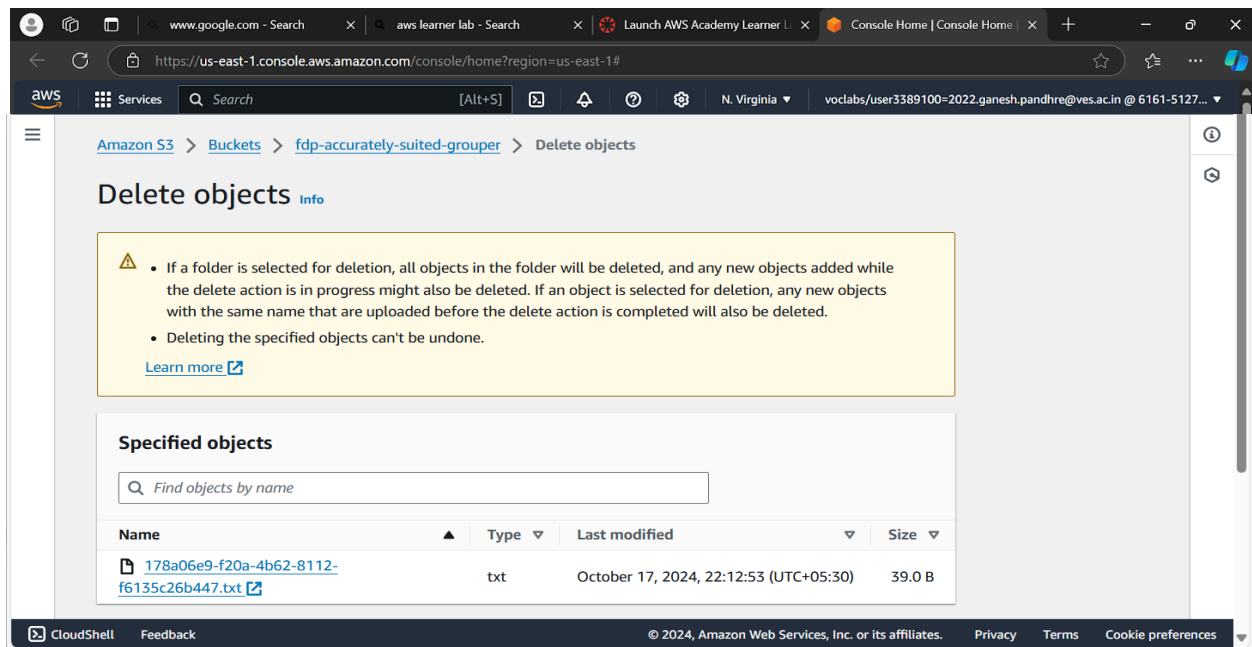 www.google.com - Search
aws learner lab - Search
Launch AWS Academy Learner L
Console Home | Console Home |
https://us-east-1.console.aws.amazon.com/console/home?region=us-east-1#
aws
Services
Search
[Alt+S]
N. Virginia
voclabs/user3389100=2022.ganesh.pandhre@ves.ac.in @ 6161-5127...
Amazon S3 > Buckets > fdp-accurately-suited-grouper > Delete objects
Delete objects Info
• If a folder is selected for deletion, all objects in the folder will be deleted, and any new objects added while
the delete action is in progress might also be deleted. If an object is selected for deletion, any new objects
with the same name that are uploaded before the delete action is completed will also be deleted.
• Deleting the specified objects can't be undone.
Learn more
Specified objects
Find objects by name
Name Type Last modified Size
178a06e9-f20a-4b62-8112-
f6135c26b447.txt
txt
October 17, 2024, 22:12:53 (UTC+05:30)
39.0 B
CloudShell Feedback © 2024, Amazon Web Services, Inc. or its affiliates. Privacy Terms Cookie preferences